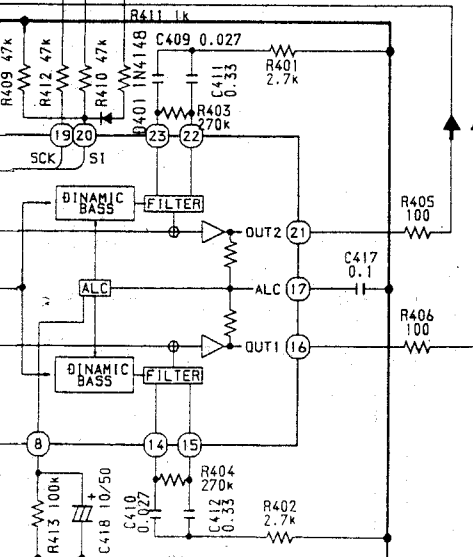 R411 1k
R409 47k
R412 47k
R410 47k
D401 1N4148
C409 0.027
C411
0.33
R401
2.7k
R403
270k
19
20
23
22
SCK
SI
DINAMIC
BASS
FILTER
R405
100
OUT2
21
C417
0.1
ALC
ALC
17
R406
100
OUT1
16
DINAMIC
BASS
FILTER
8
14
15
R413 100k
+
C418 10/50
C410
0.027
R404
270k
C412
0.33
R402
2.7k